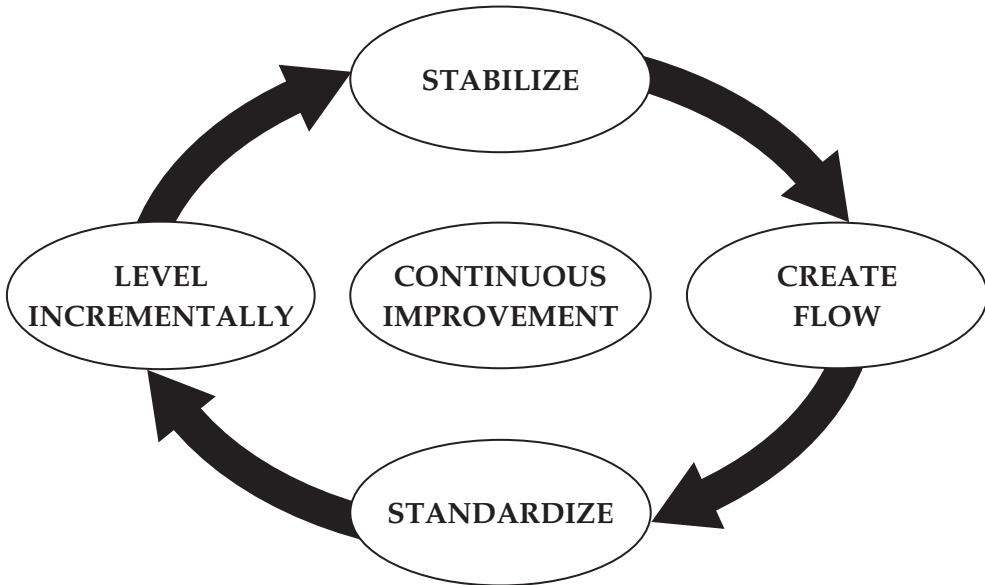 STABILIZE
LEVEL
INCREMENTALLY
CONTINUOUS
IMPROVEMENT
CREATE
FLOW
STANDARDIZE